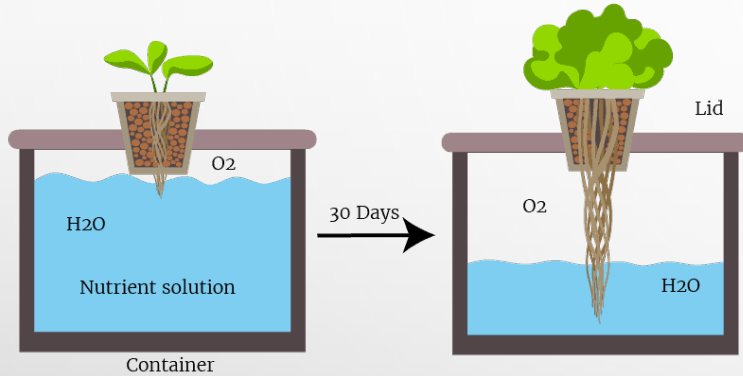 O2
H2O
Nutrient solution
Container
30 Days
Lid
O2
H2O